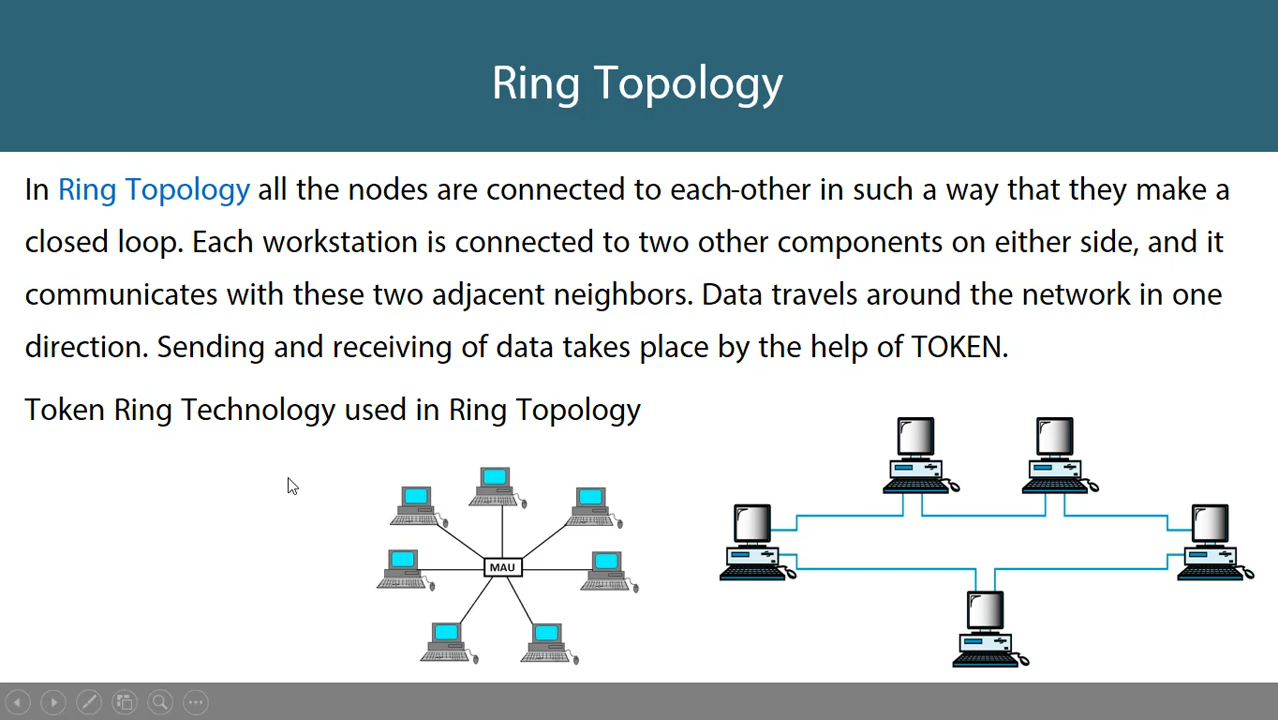 Ring Topology
In Ring Topology all the nodes are connected to each-other in such a way that they make a
closed loop. Each workstation is connected to two other components on either side, and it
communicates with these two adjacent neighbors. Data travels around the network in one
direction. Sending and receiving of data takes place by the help of TOKEN.
Token Ring Technology used in Ring Topology
MAU